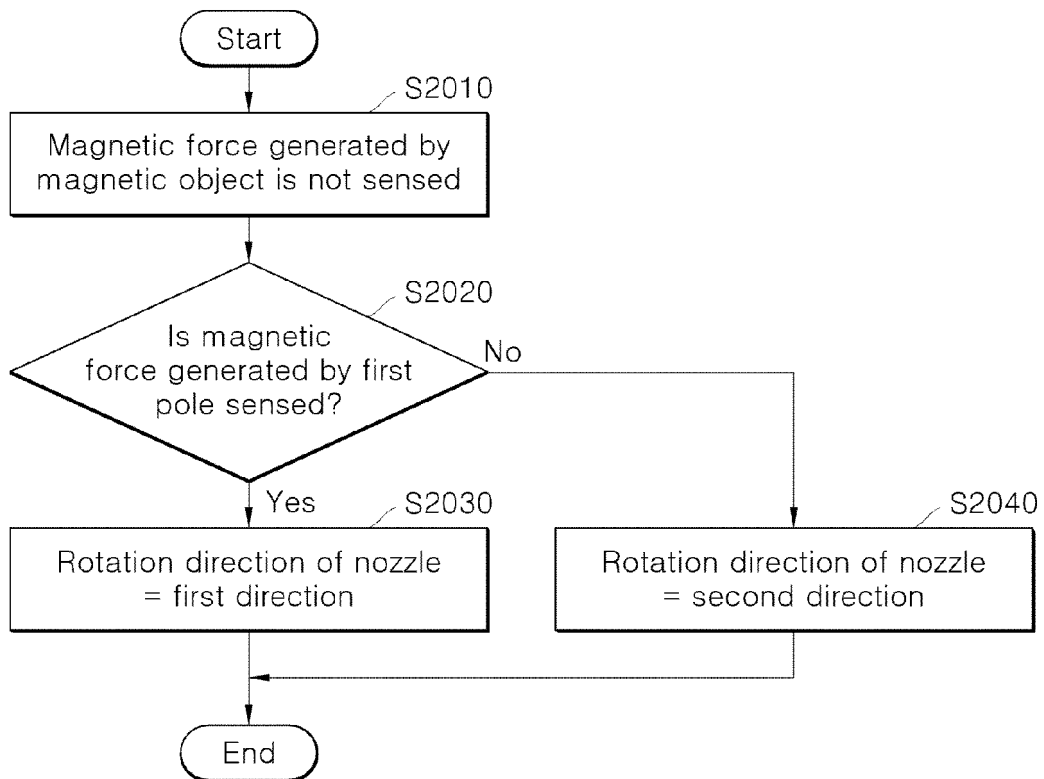 Start
S2010
Magnetic force generated by
magnetic object is not sensed
S2020
Is magnetic
force generated by first
pole sensed?
No
Yes
S2030
Rotation direction of nozzle
= first direction
S2040
Rotation direction of nozzle
= second direction
End